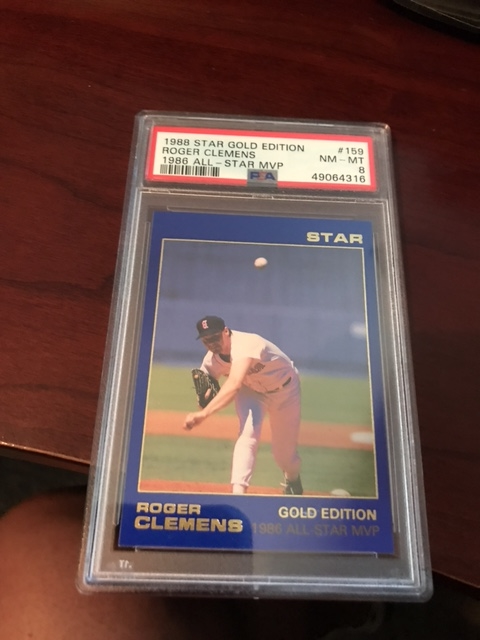 1988 STAR GOLD EDITION #159
ROGER CLEMENS NM - MT
1986 ALL - STAR MVP 8
PSA 49064316
STAR
ROGER GOLD EDITION
CLEMENS 1986 ALL-STAR MVP